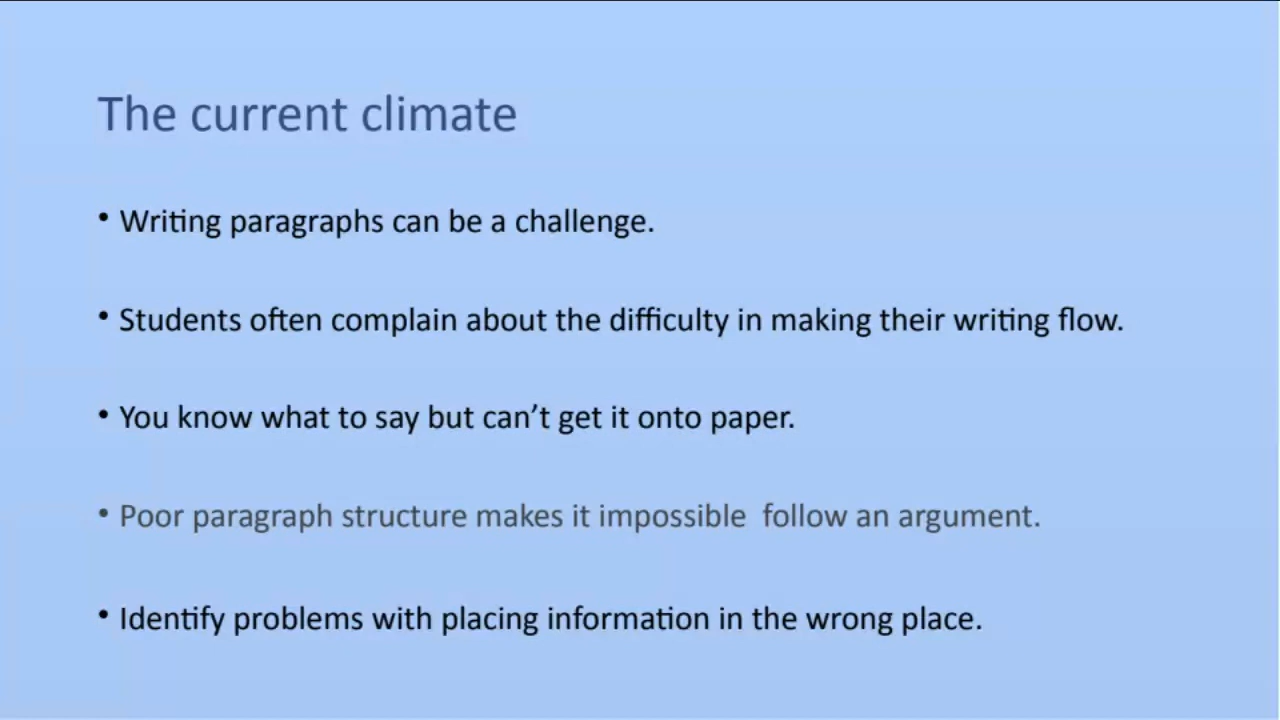 The current climate
• Writing paragraphs can be a challenge.
• Students often complain about the difficulty in making their writing flow.
• You know what to say but can’t get it onto paper.
• Poor paragraph structure makes it impossible  follow an argument.
• Identify problems with placing information in the wrong place.